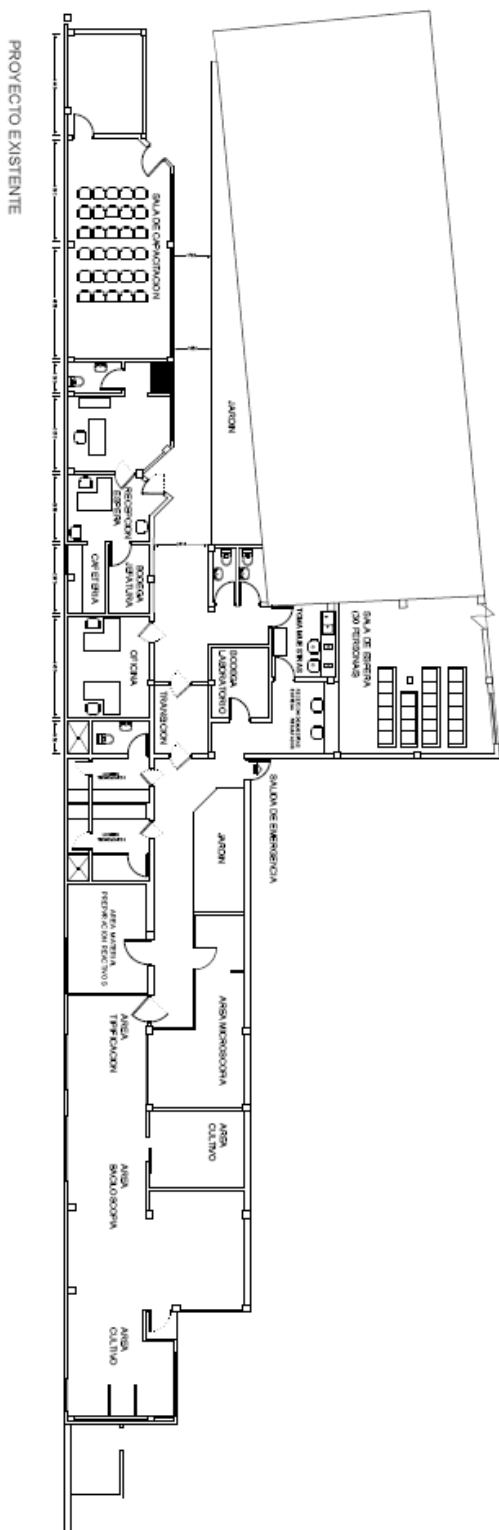 PROYECTO EXISTENTE
SALA DE CAPACITACION
JARDIN
RECEPCION
ESPERA
BODEGA
JEFATURA
CAFETERIA
OFICINA
TRANSICION
BODEGA
LABORATORIO
TOMA MUESTRAS
SALA DE ESPERA
(30 PERSONAS)
SALIDA DE EMERGENCIA
JARDIN
AREA MATERIAL
PREPARACION REACTIVOS
AREA
TIPIFICACION
AREA MICROSCOPIA
AREA
CULTIVO
AREA
BACILOSCOPIA
AREA
CULTIVO